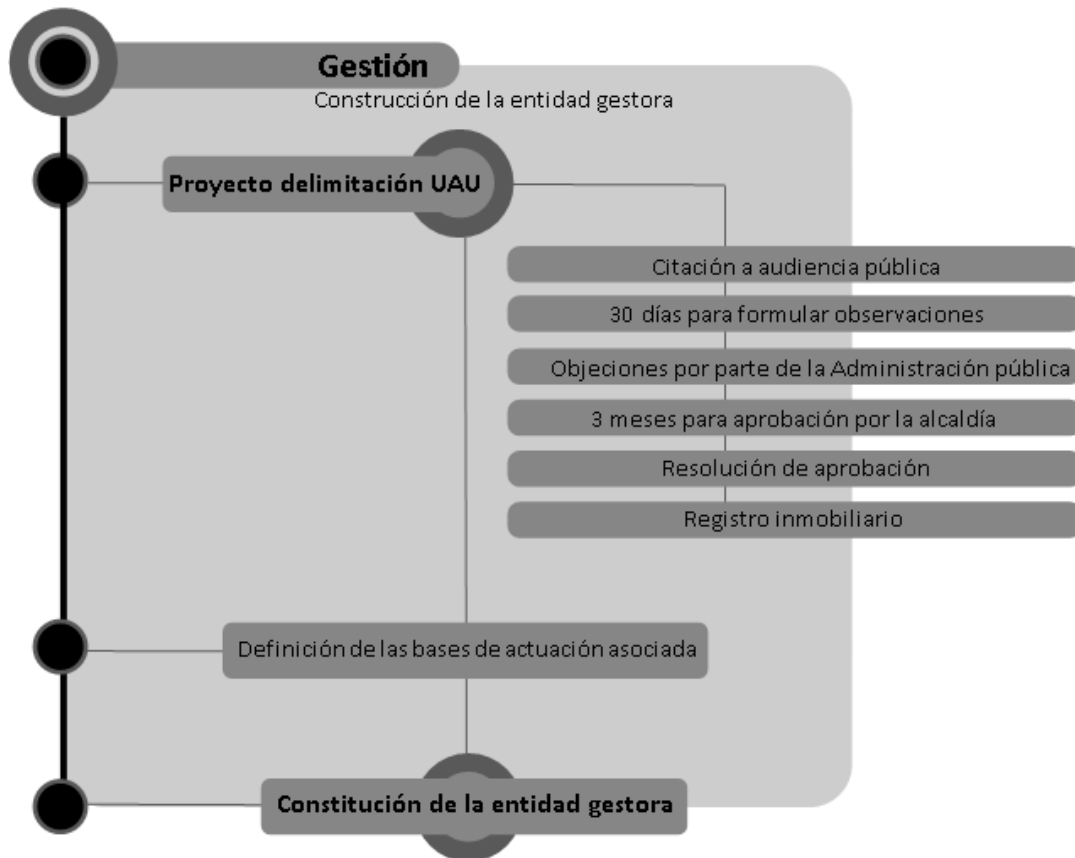 Gestión
Construcción de la entidad gestora
Proyecto delimitación UAU
Citación a audiencia pública
30 días para formular observaciones
Objeciones por parte de la Administración pública
3 meses para aprobación por la alcaldía
Resolución de aprobación
Registro inmobiliario
Definición de las bases de actuación asociada
Constitución de la entidad gestora